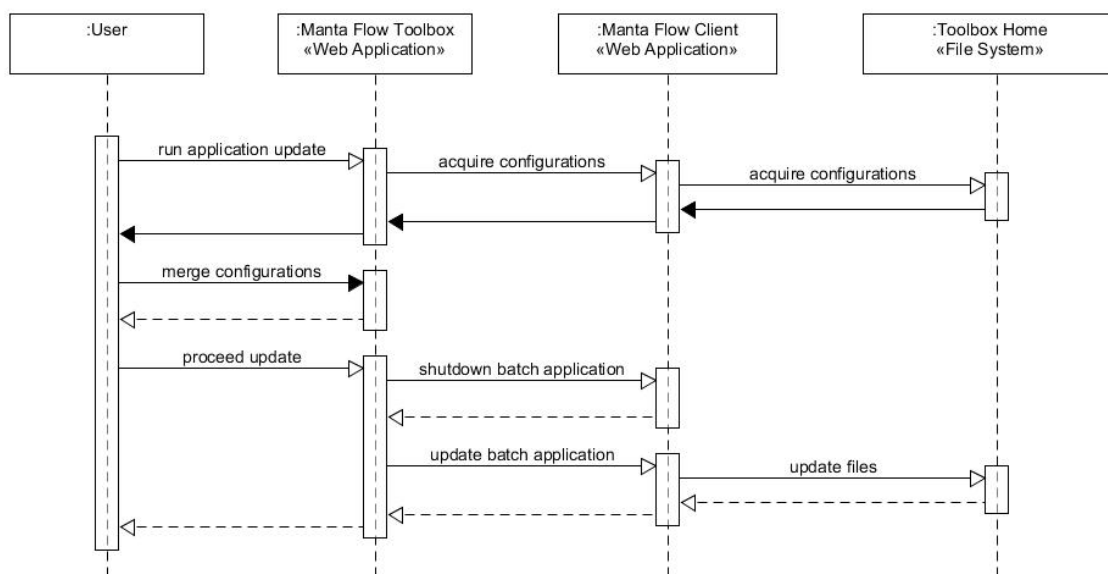 :User
:Manta Flow Toolbox
«Web Application»
:Manta Flow Client
«Web Application»
:Toolbox Home
«File System»
run application update
acquire configurations
acquire configurations
merge configurations
proceed update
shutdown batch application
update batch application
update files